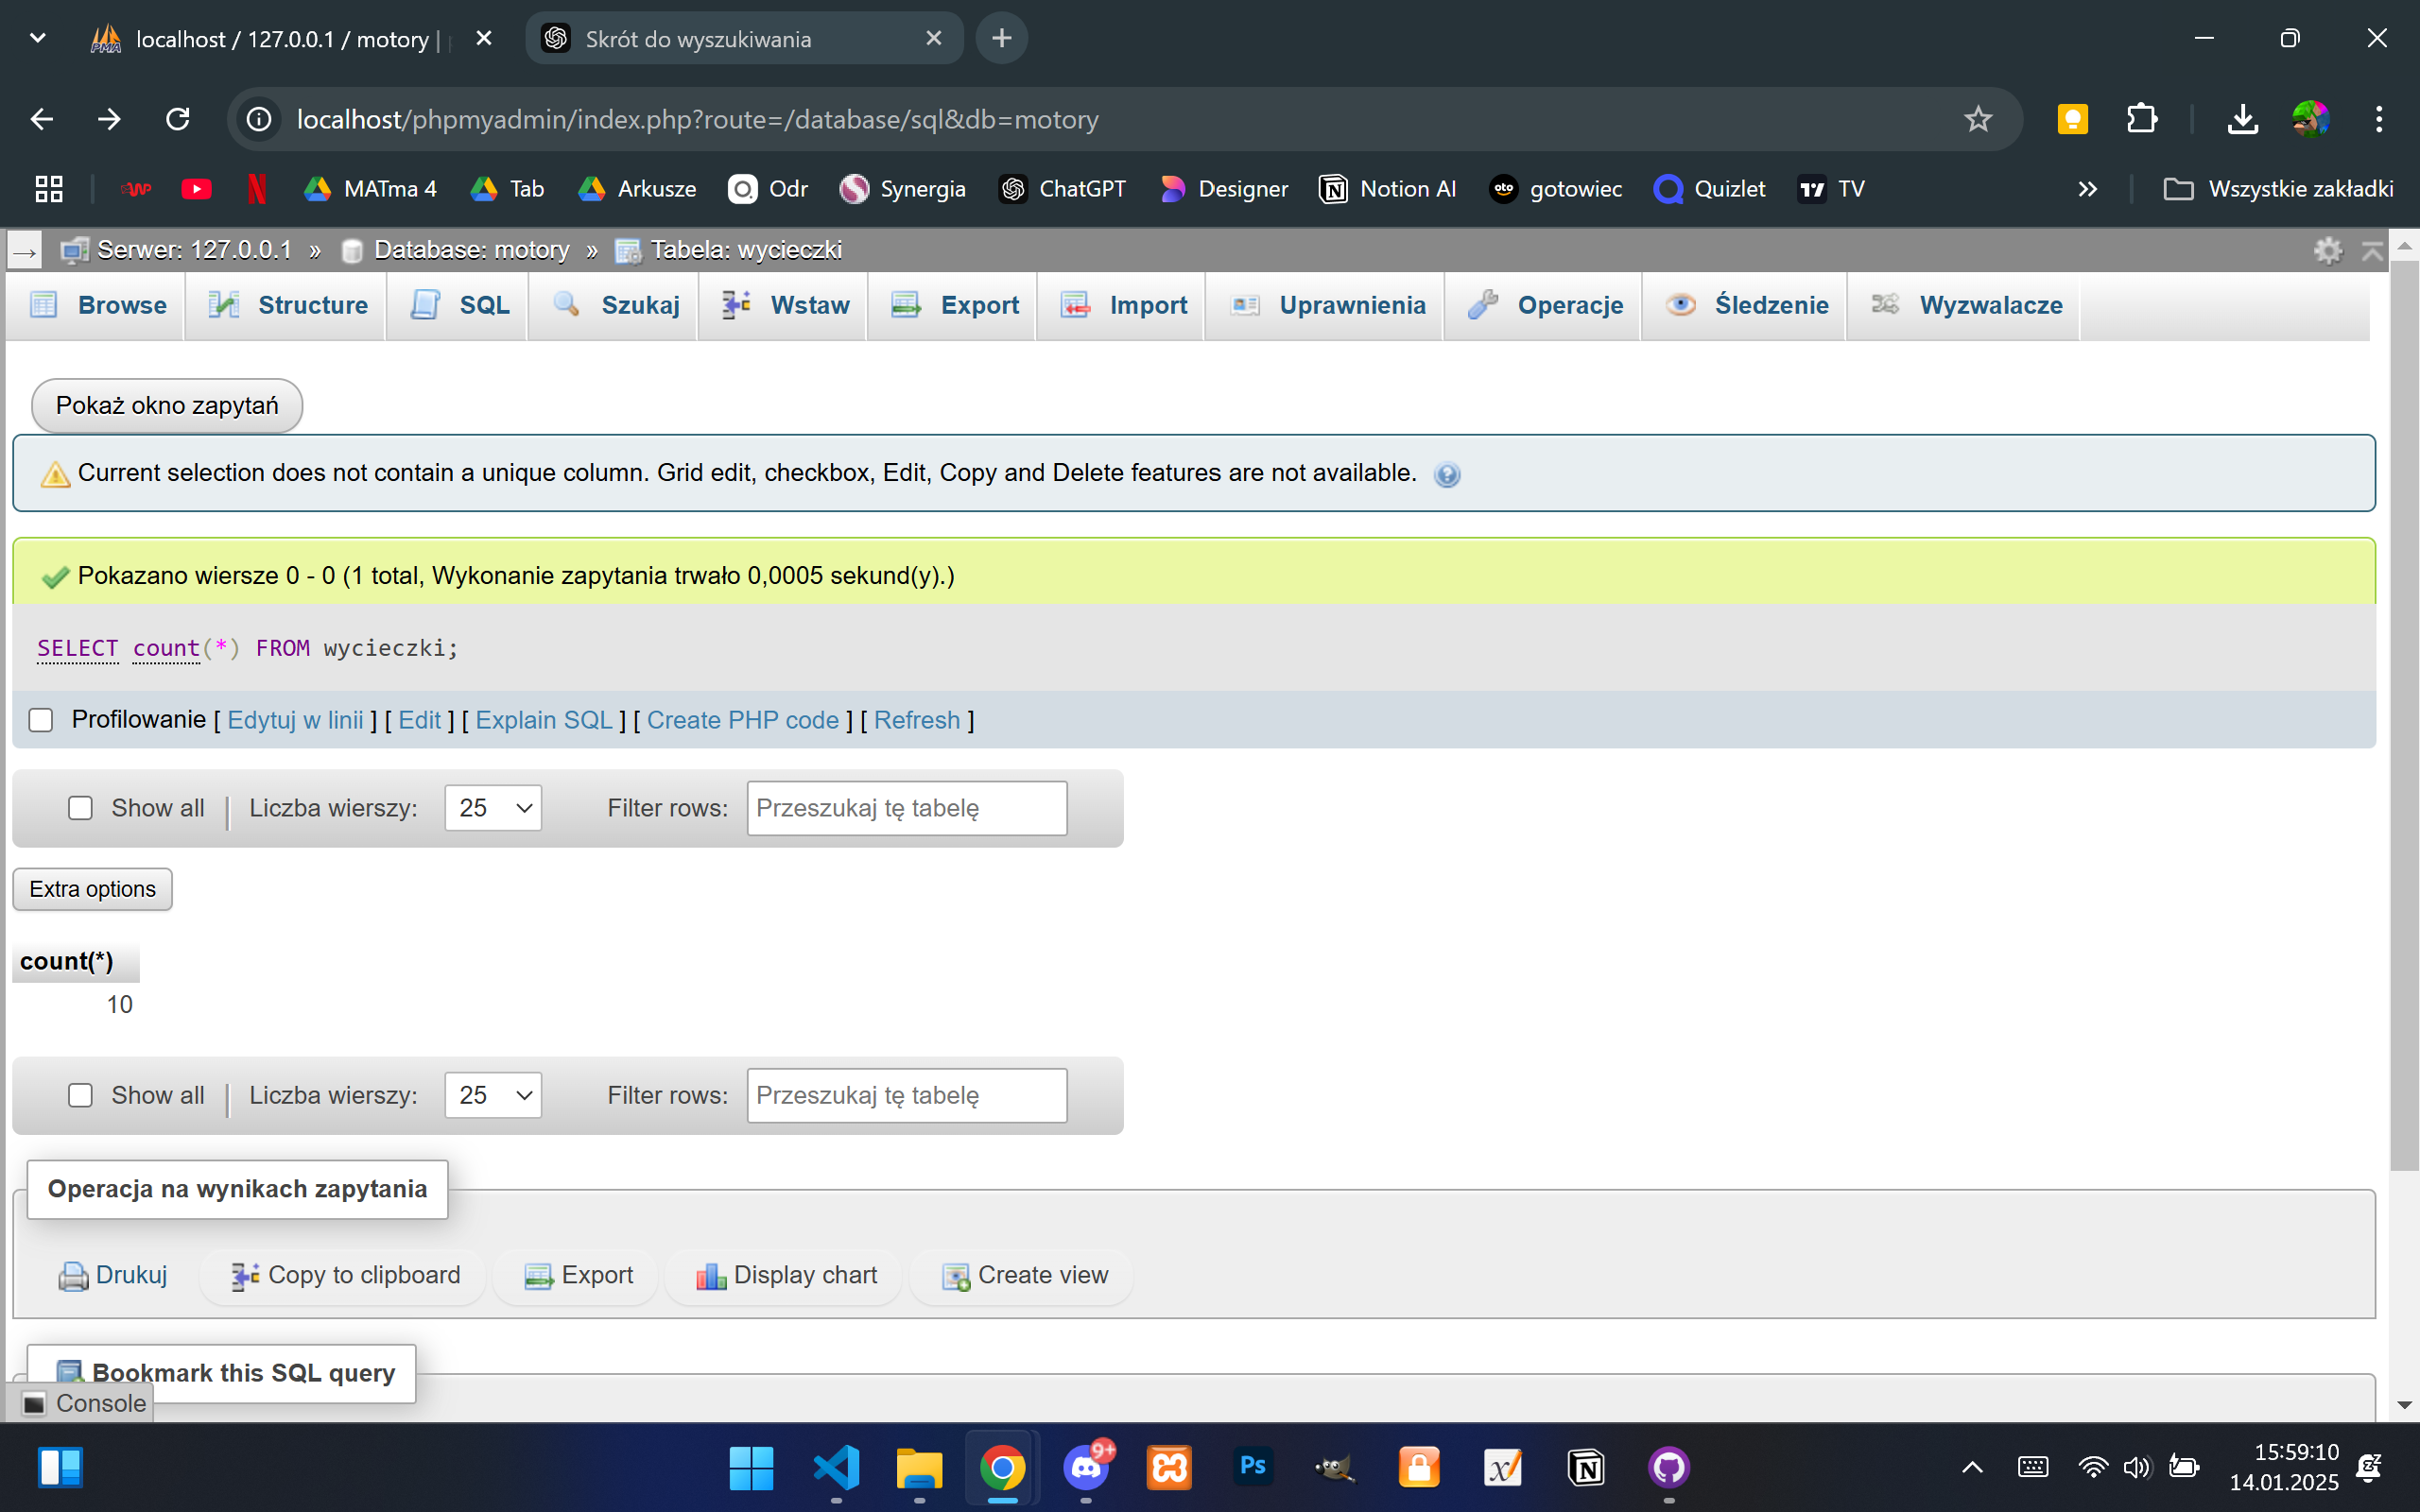 localhost / 127.0.0.1 / motory |
Skrót do wyszukiwania
localhost/phpmyadmin/index.php?route=/database/sql&db=motory
WP
MATma 4
Tab
Arkusze
Odr
Synergia
ChatGPT
Designer
Notion AI
gotowiec
Quizlet
TV
Wszystkie zakładki
Serwer: 127.0.0.1 » Database: motory » Tabela: wycieczki
Browse
Structure
SQL
Szukaj
Wstaw
Export
Import
Uprawnienia
Operacje
Śledzenie
Wyzwalacze
Pokaż okno zapytań
Current selection does not contain a unique column. Grid edit, checkbox, Edit, Copy and Delete features are not available.
Pokazano wiersze 0 - 0 (1 total, Wykonanie zapytania trwało 0,0005 sekund(y).)
SELECT count(*) FROM wycieczki;
Profilowanie [ Edytuj w linii ] [ Edit ] [ Explain SQL ] [ Create PHP code ] [ Refresh ]
Show all | Liczba wierszy: 25 Filter rows: Przeszukaj tę tabelę
Extra options
count(*)
10
Show all | Liczba wierszy: 25 Filter rows: Przeszukaj tę tabelę
Operacja na wynikach zapytania
Drukuj
Copy to clipboard
Export
Display chart
Create view
Bookmark this SQL query
Console
9+
Ps
15:59:10
14.01.2025